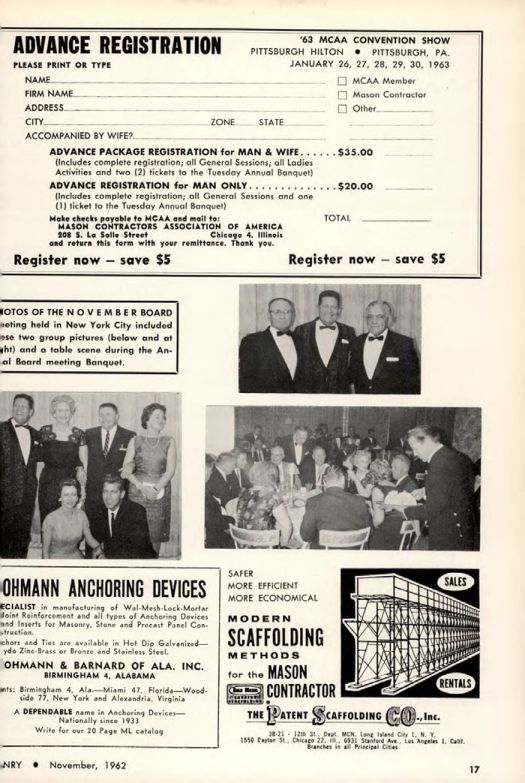 ADVANCE REGISTRATION
PLEASE PRINT OR TYPE
'63 MCAA CONVENTION SHOW
PITTSBURGH HILTON • PITTSBURGH, PA.
JANUARY 26, 27, 28, 29, 30, 1963
NAME
FIRM NAME
ADDRESS
CITY ZONE STATE
ACCOMPANIED BY WIFE?
MCAA Member
Mason Contractor
Other
ADVANCE PACKAGE REGISTRATION for MAN & WIFE......$35.00
(Includes complete registration; all General Sessions; all Ladies
Activities and two (2) tickets to the Tuesday Annual Banquet)
ADVANCE REGISTRATION for MAN ONLY.............$20.00
(Includes complete registration; all General Sessions and one
(1) ticket to the Tuesday Annual Banquet)
Make checks payable to MCAA and mail to:
MASON CONTRACTORS ASSOCIATION OF AMERICA
208 S. La Salle Street Chicago 4, Illinois
and return this form with your remittance. Thank you.
TOTAL
Register now – save $5 Register now – save $5
OTOS OF THE NOVEMBER BOARD
eeting held in New York City included
ese two group pictures (below and at
ht) and a table scene during the An-
al Board meeting Banquet.
OHMANN ANCHORING DEVICES
ECIALIST in manufacturing of Wal-Mesh-Lock-Mortar
Joint Reinforcement and all types of Anchoring Devices
and Inserts for Masonry, Stone and Precast Panel Con-
struction.
chors and Ties are available in Hot Dip Galvanized—
ydo Zinc-Brass or Bronze and Stainless Steel.
OHMANN & BARNARD OF ALA. INC.
BIRMINGHAM 4, ALABAMA
nts: Birmingham 4, Ala.—Miami 47, Florida—Wood-
side 77, New York and Alexandria, Virginia
A DEPENDABLE name in Anchoring Devices—
Nationally since 1933
Write for our 20 Page ML catalog
SAFER
MORE EFFICIENT
MORE ECONOMICAL
MODERN
SCAFFOLDING
METHODS
for the MASON
CONTRACTOR
SALES
RENTALS
THE PATENT SCAFFOLDING CO., Inc.
38-21 - 12th St., Dept. MCN, Long Island City 1, N. Y.
1550 Dayton St., Chicago 22, Ill., 6931 Stanford Ave., Los Angeles 1, Calif.
Branches in all Principal Cities
NRY • November, 1962
17